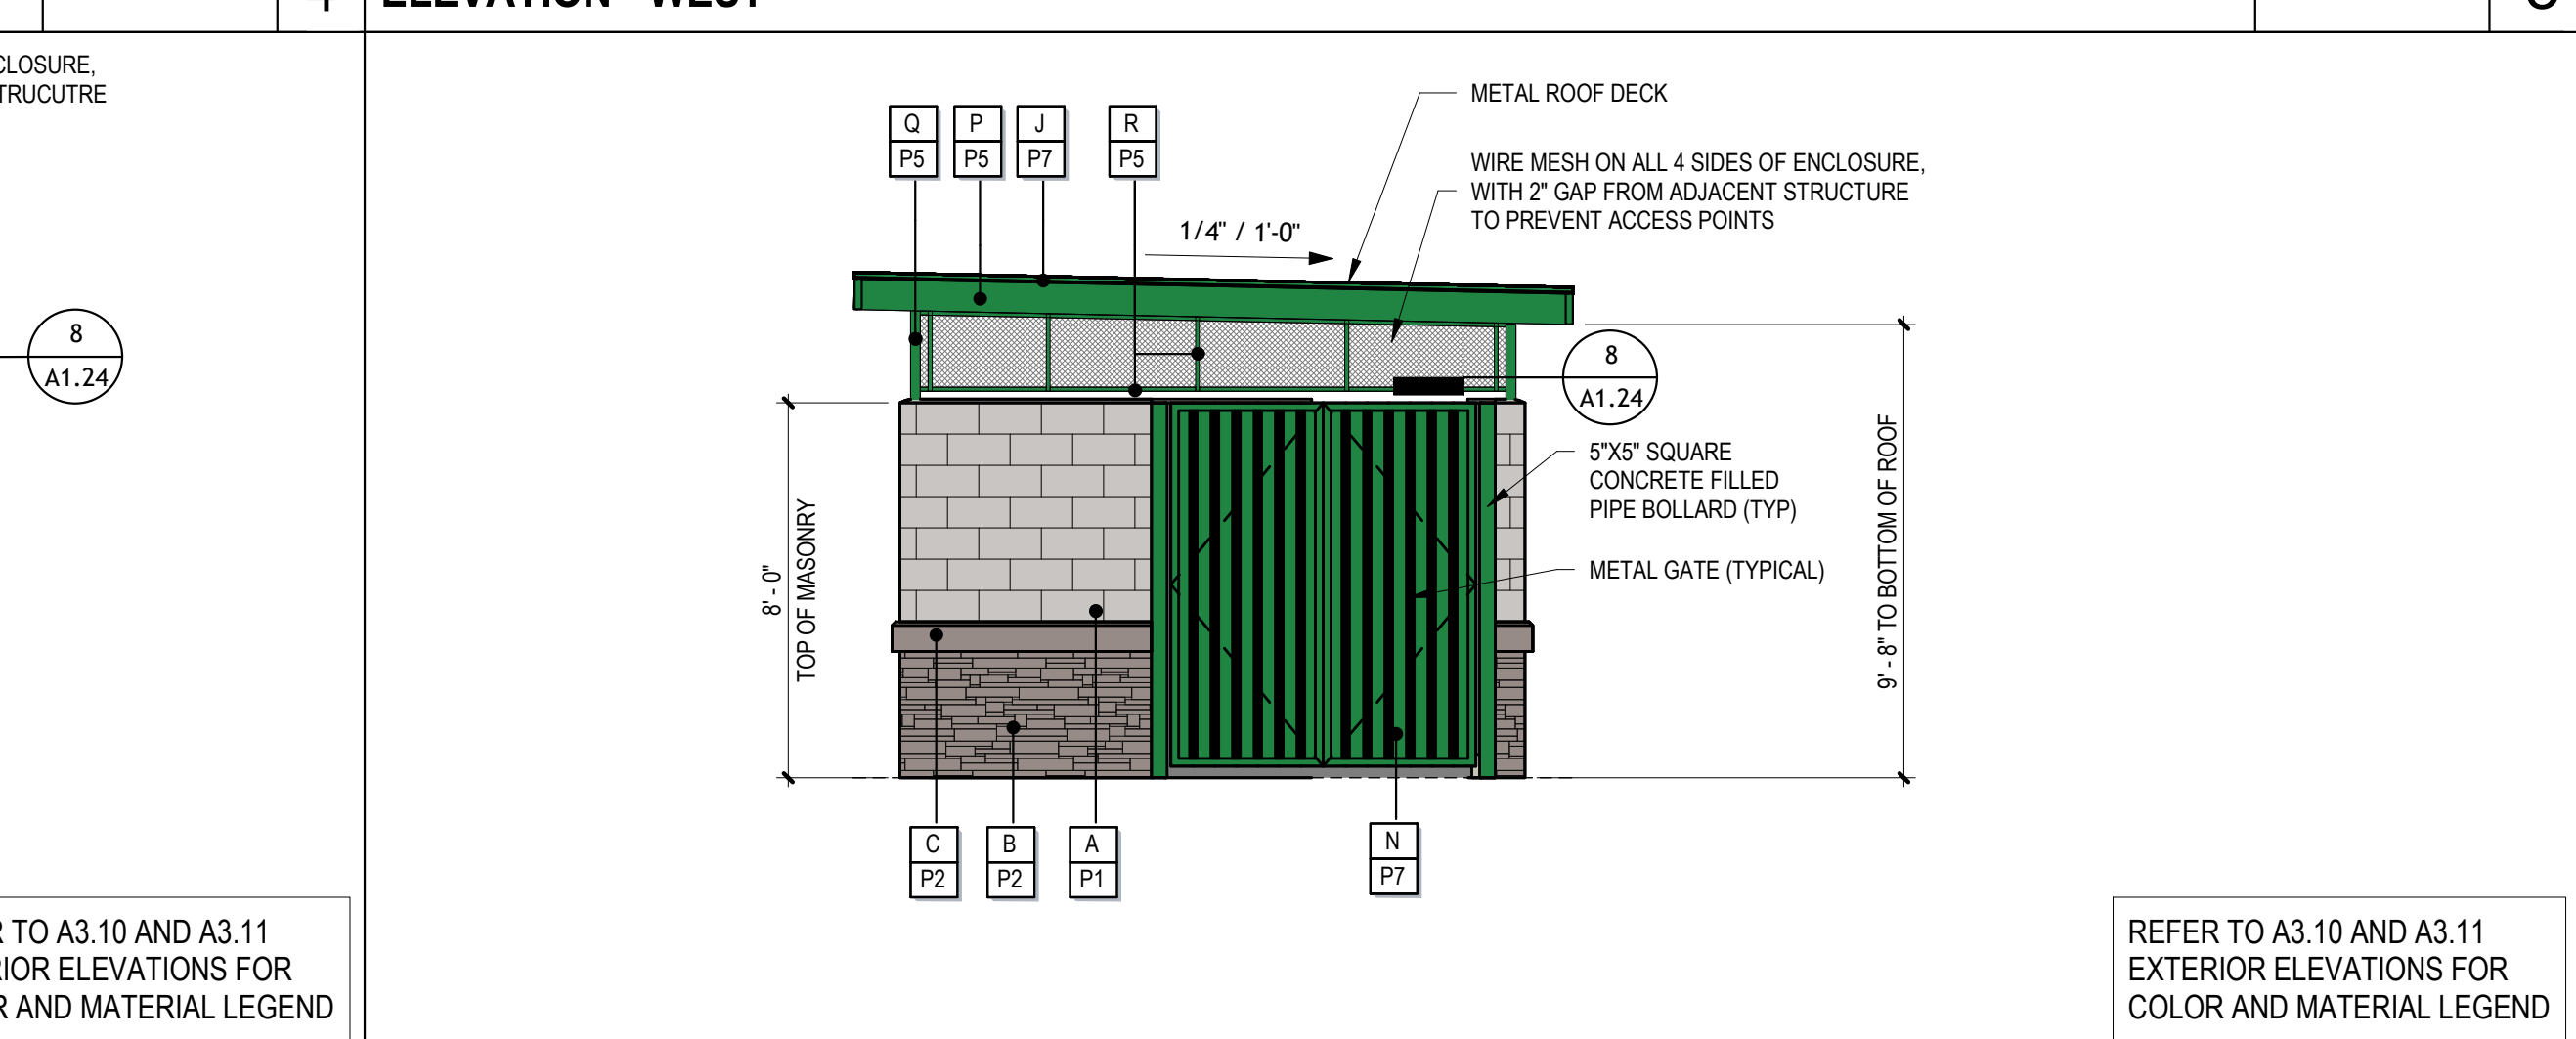 4
ELEVATION - WEST
CLOSURE,
TRUCUTRE
METAL ROOF DECK
Q
P
J
R
P5
P5
P7
P5
WIRE MESH ON ALL 4 SIDES OF ENCLOSURE,
WITH 2" GAP FROM ADJACENT STRUCTURE
TO PREVENT ACCESS POINTS
1/4" / 1'-0"
8
A1.24
8
A1.24
5"X5" SQUARE
CONCRETE FILLED
PIPE BOLLARD (TYP)
METAL GATE (TYPICAL)
8' - 0"
TOP OF MASONRY
9' - 8" TO BOTTOM OF ROOF
C
B
A
N
P2
P2
P1
P7
R TO A3.10 AND A3.11
RIOR ELEVATIONS FOR
R AND MATERIAL LEGEND
REFER TO A3.10 AND A3.11
EXTERIOR ELEVATIONS FOR
COLOR AND MATERIAL LEGEND